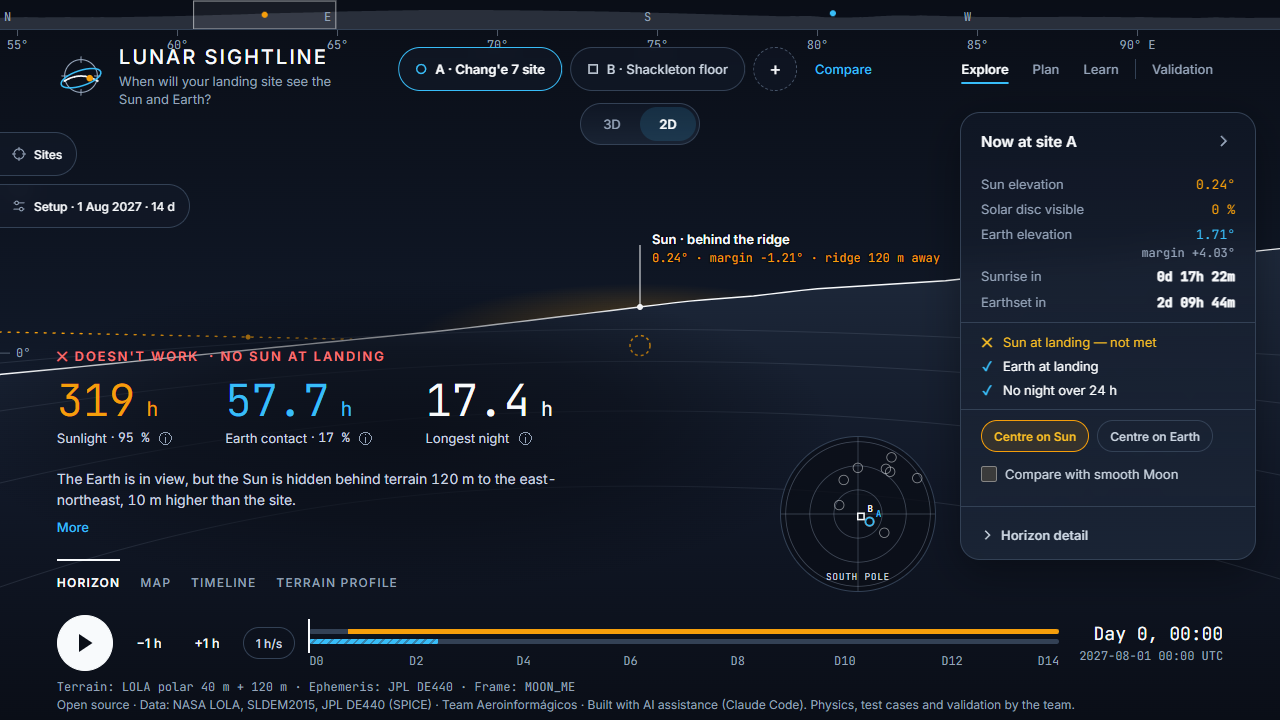 N E S W
55° 60° 65° 70° 75° 80° 85° 90° E
LUNAR SIGHTLINE
When will your landing site see the
Sun and Earth?
A · Chang'e 7 site
B · Shackleton floor
+
Compare
Explore Plan Learn Validation
3D 2D
Sites
Setup · 1 Aug 2027 · 14 d
Now at site A
Sun elevation 0.24°
Solar disc visible 0 %
Earth elevation 1.71°
margin +4.03°
Sunrise in 0d 17h 22m
Earthset in 2d 09h 44m
Sun at landing — not met
Earth at landing
No night over 24 h
Centre on Sun Centre on Earth
Compare with smooth Moon
Horizon detail
Sun · behind the ridge
0.24° · margin -1.21° · ridge 120 m away
0°
DOESN'T WORK · NO SUN AT LANDING
319 h 57.7 h 17.4 h
Sunlight · 95 % Earth contact · 17 % Longest night
The Earth is in view, but the Sun is hidden behind terrain 120 m to the east-
northeast, 10 m higher than the site.
More
B A
SOUTH POLE
HORIZON MAP TIMELINE TERRAIN PROFILE
−1 h +1 h 1 h/s
D0 D2 D4 D6 D8 D10 D12 D14
Day 0, 00:00
2027-08-01 00:00 UTC
Terrain: LOLA polar 40 m + 120 m · Ephemeris: JPL DE440 · Frame: MOON_ME
Open source · Data: NASA LOLA, SLDEM2015, JPL DE440 (SPICE) · Team Aeroinformágicos · Built with AI assistance (Claude Code). Physics, test cases and validation by the team.